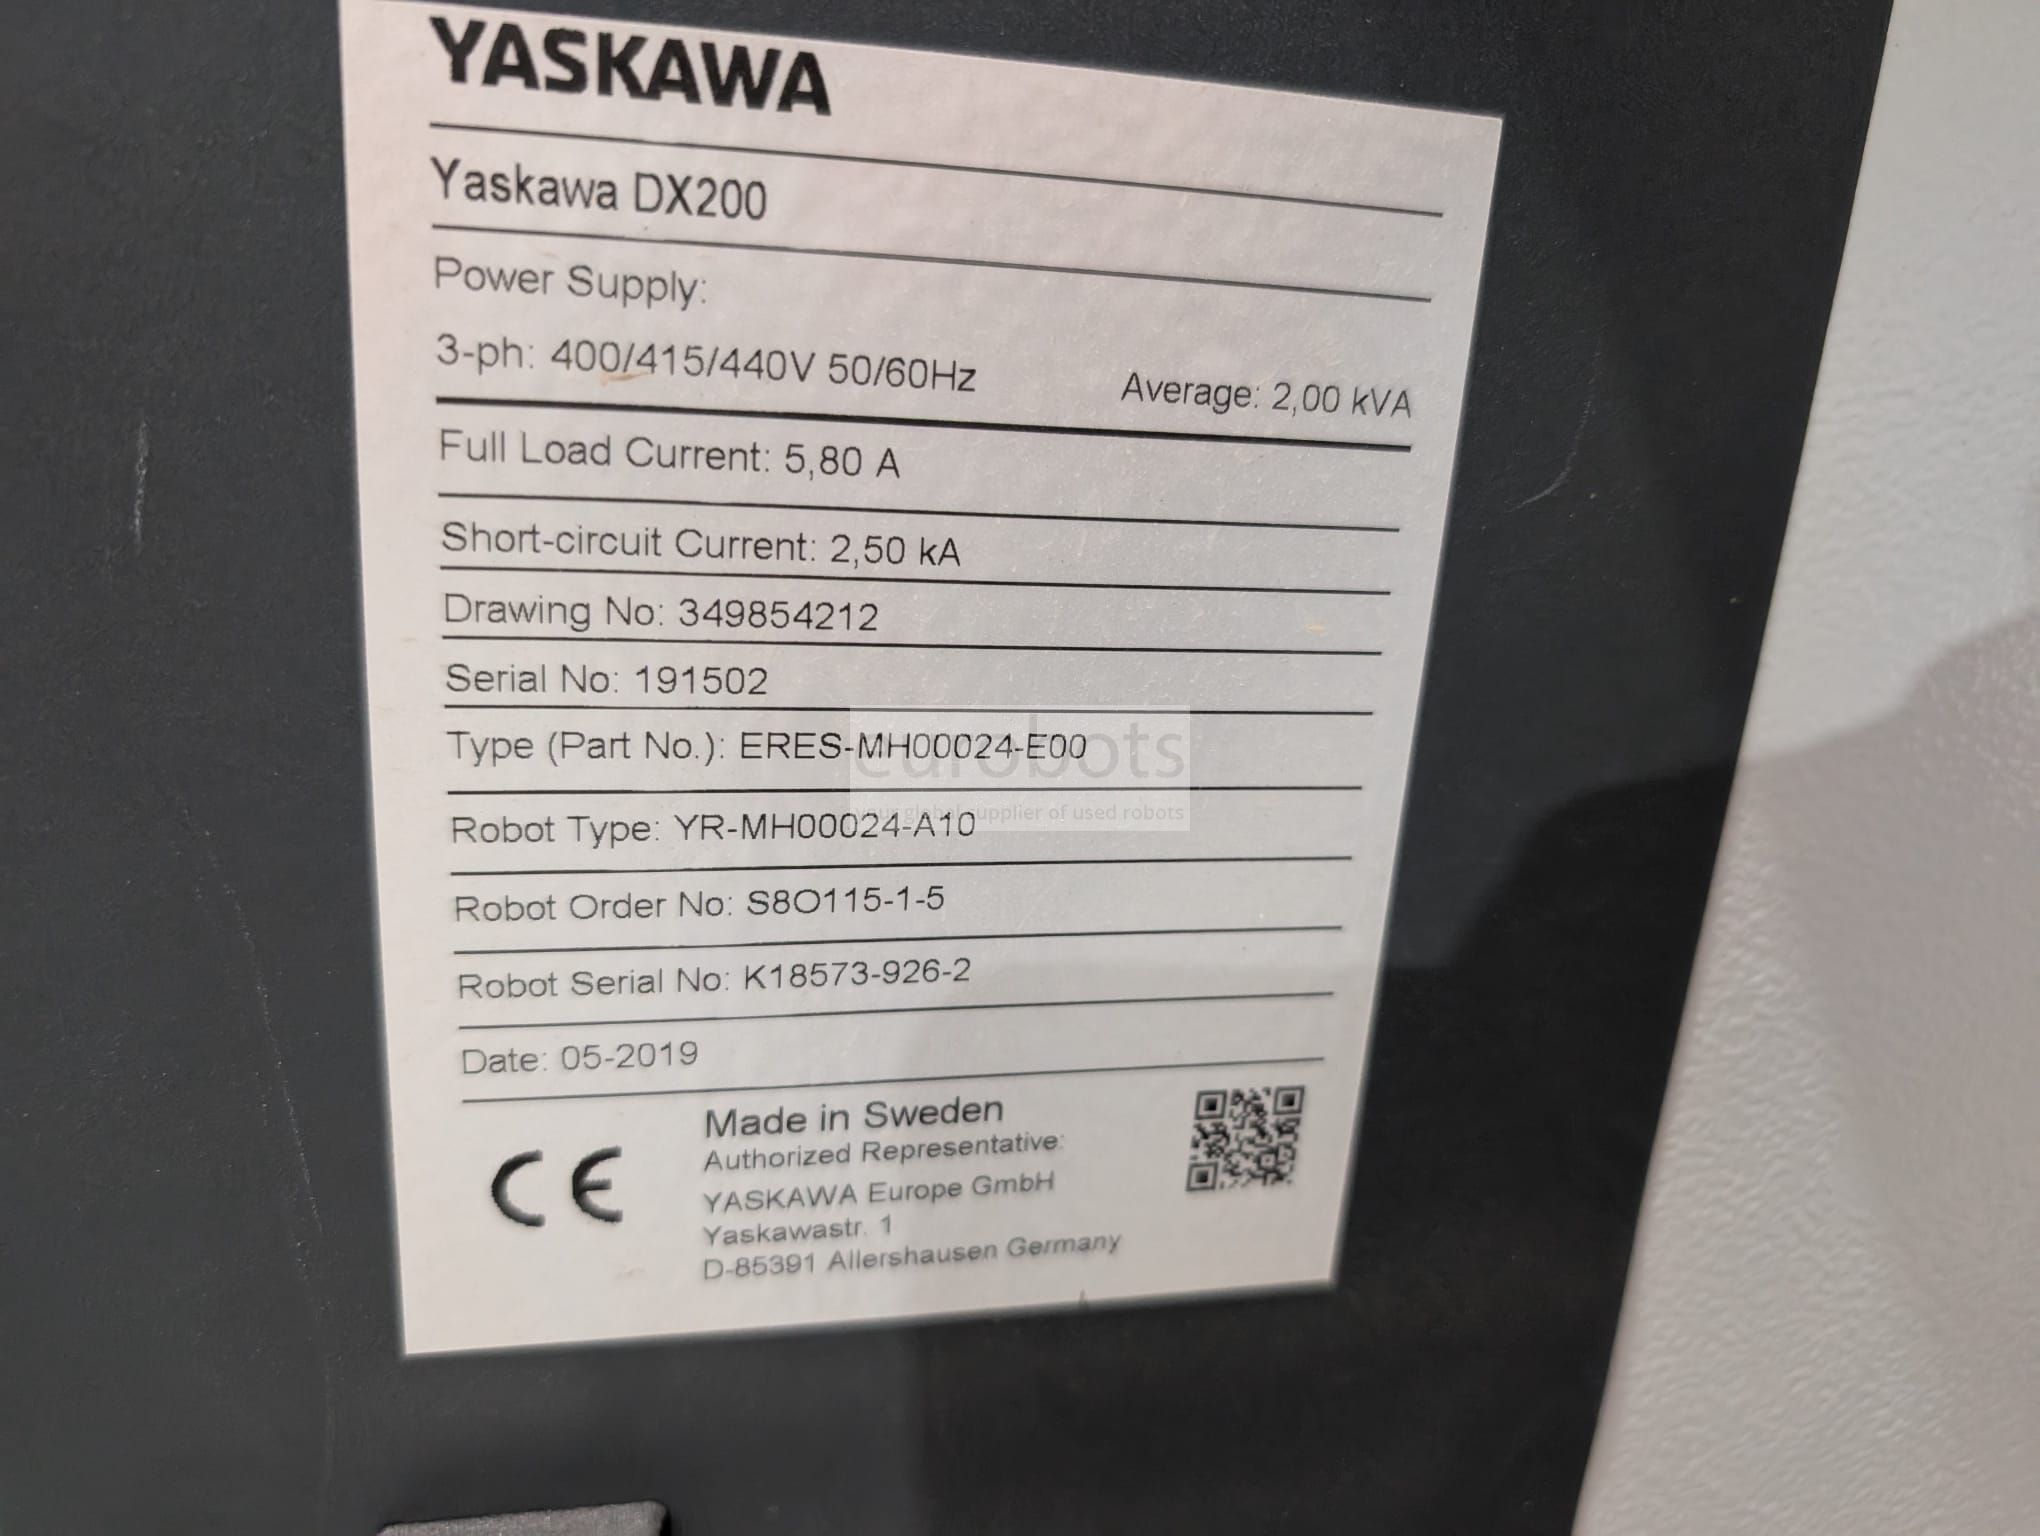 YASKAWA
Yaskawa DX200
Power Supply:
3-ph: 400/415/440V 50/60Hz Average: 2,00 kVA
Full Load Current: 5,80 A
Short-circuit Current: 2,50 kA
Drawing No: 349854212
Serial No: 191502
Type (Part No.): ERES-MH00024-E00
eurobots
your global supplier of used robots
Robot Type: YR-MH00024-A10
Robot Order No: S8O115-1-5
Robot Serial No: K18573-926-2
Date: 05-2019
CE
Made in Sweden
Authorized Representative:
YASKAWA Europe GmbH
Yaskawastr. 1
D-85391 Allershausen Germany